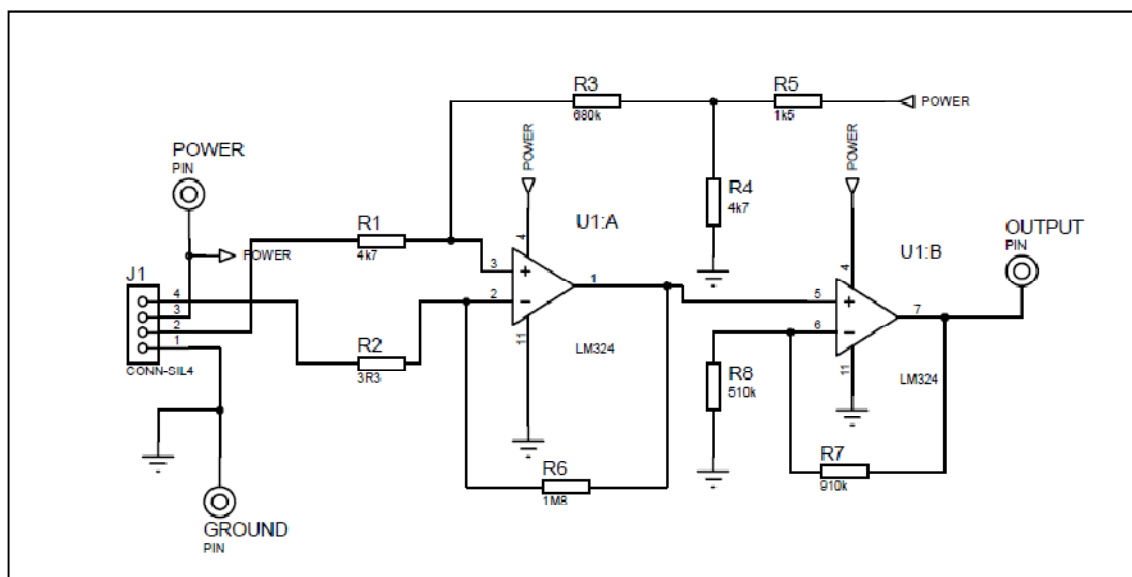 R3
680k
R5
1k5
POWER
POWER
POWER
POWER
PIN
R4
4k7
R1
4k7
U1:A
4
POWER
OUTPUT
PIN
U1:B
4
J1
3
1
4
2
5
7
3
6
2
1
R2
3R3
11
LM324
CONN-SIL4
R8
510k
11
LM324
R7
910k
R6
1M8
GROUND
PIN